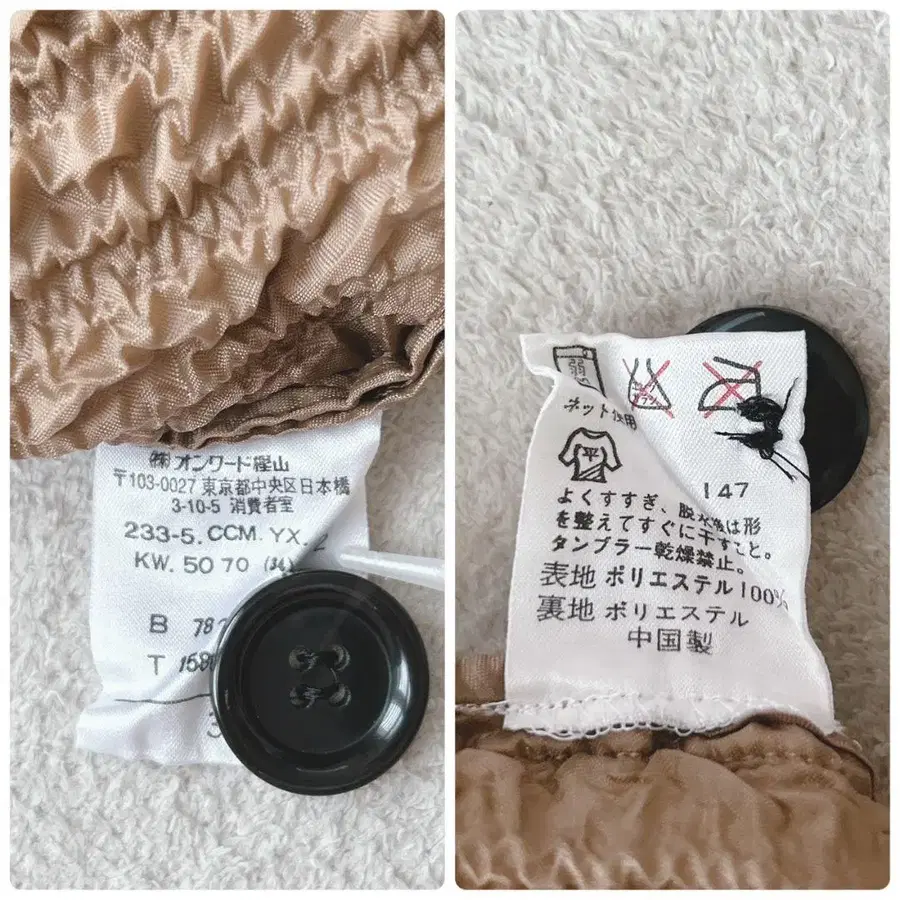 ㈱オンワード樫山
〒103-0027 東京都中央区日本橋
3-10-5 消費者室
233-5. CCM. YX. 2
KW. 50 70 (34)
B 78
T 158
弱
ネット使用
平
147
よくすすぎ、脱水後は形
を整えてすぐに干すこと。
タンブラー乾燥禁止。
表地 ポリエステル100%
裏地 ポリエステル
中国製